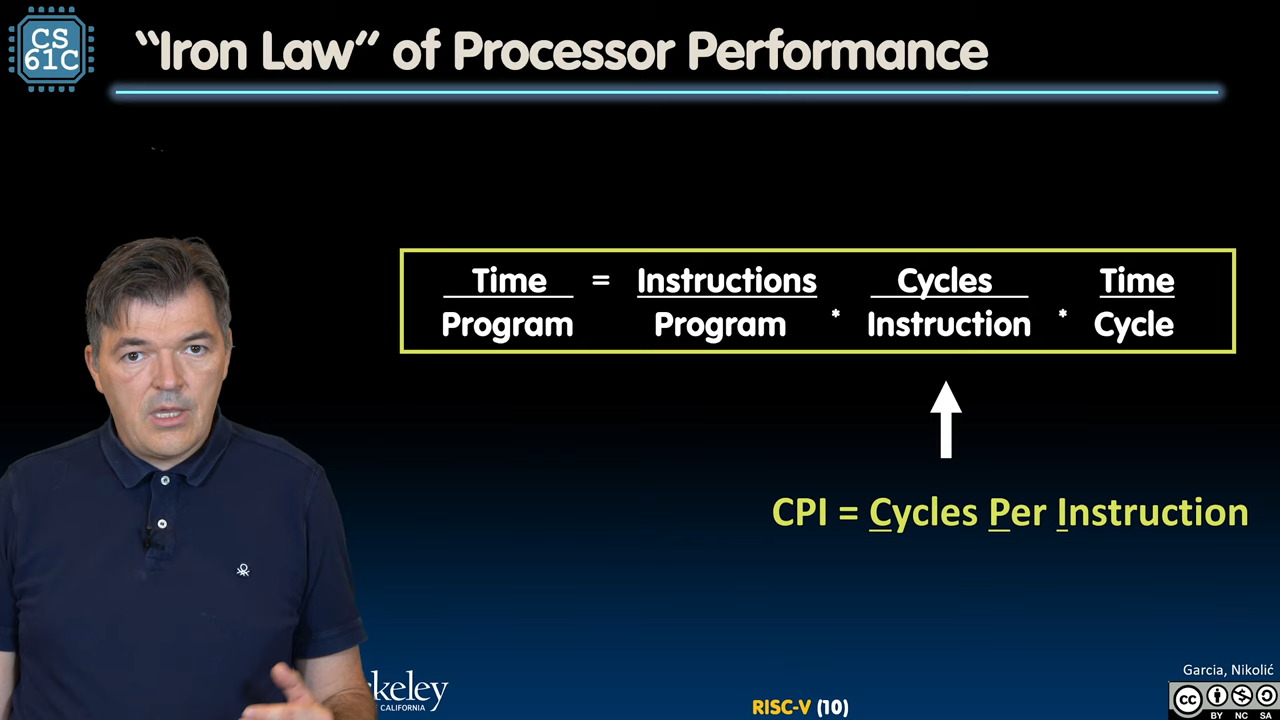 CS
61C
“Iron Law” of Processor Performance
Time = Instructions Cycles Time
Program Program * Instruction * Cycle
CPI = Cycles Per Instruction
Garcia, Nikolić
CALIFORNIA
RISC-V (10)
CC BY NC SA